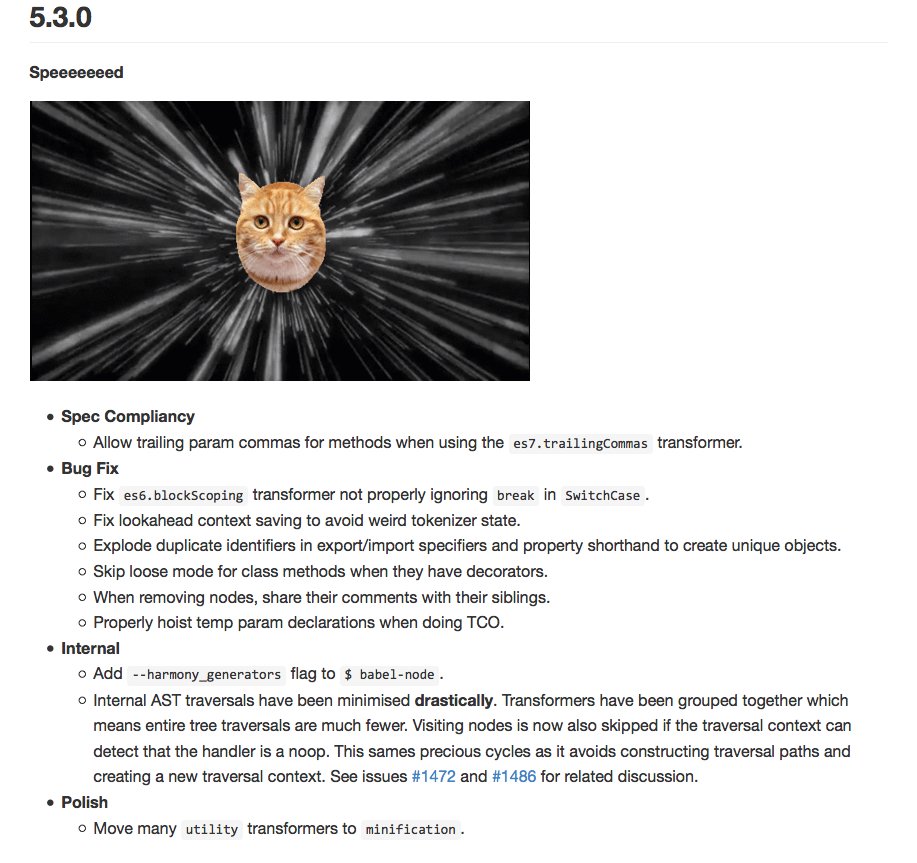 5.3.0
Speeeeeeed
Spec Compliancy
Allow trailing param commas for methods when using the es7.trailingCommas transformer.
Bug Fix
Fix es6.blockScoping transformer not properly ignoring break in SwitchCase.
Fix lookahead context saving to avoid weird tokenizer state.
Explode duplicate identifiers in export/import specifiers and property shorthand to create unique objects.
Skip loose mode for class methods when they have decorators.
When removing nodes, share their comments with their siblings.
Properly hoist temp param declarations when doing TCO.
Internal
Add --harmony_generators flag to $ babel-node.
Internal AST traversals have been minimised drastically. Transformers have been grouped together which
means entire tree traversals are much fewer. Visiting nodes is now also skipped if the traversal context can
detect that the handler is a noop. This sames precious cycles as it avoids constructing traversal paths and
creating a new traversal context. See issues #1472 and #1486 for related discussion.
Polish
Move many utility transformers to minification.